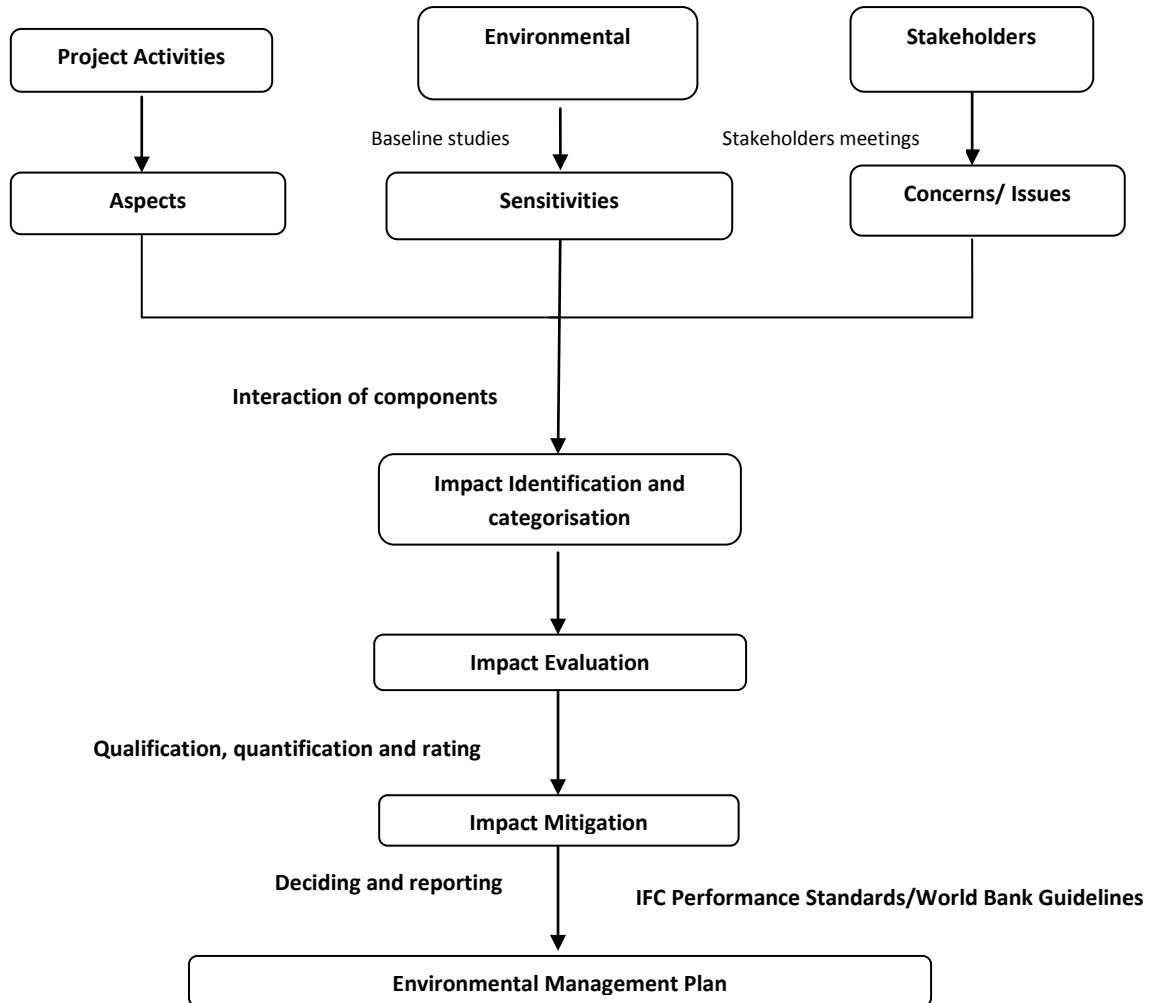 Project Activities
Environmental
Stakeholders
Baseline studies
Stakeholders meetings
Aspects
Sensitivities
Concerns/ Issues
Interaction of components
Impact Identification and
categorisation
Impact Evaluation
Qualification, quantification and rating
Impact Mitigation
Deciding and reporting
IFC Performance Standards/World Bank Guidelines
Environmental Management Plan